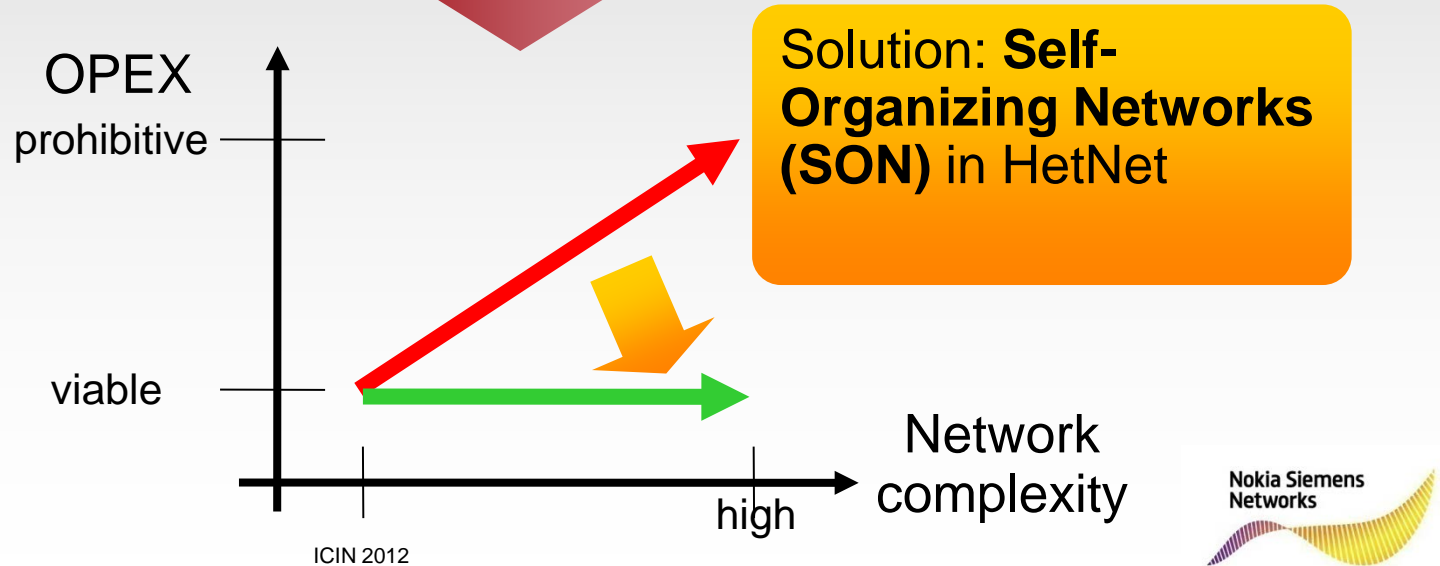 OPEX
prohibitive
viable
Solution: Self-
Organizing Networks
(SON) in HetNet
Network
complexity
high
ICIN 2012
Nokia Siemens
Networks